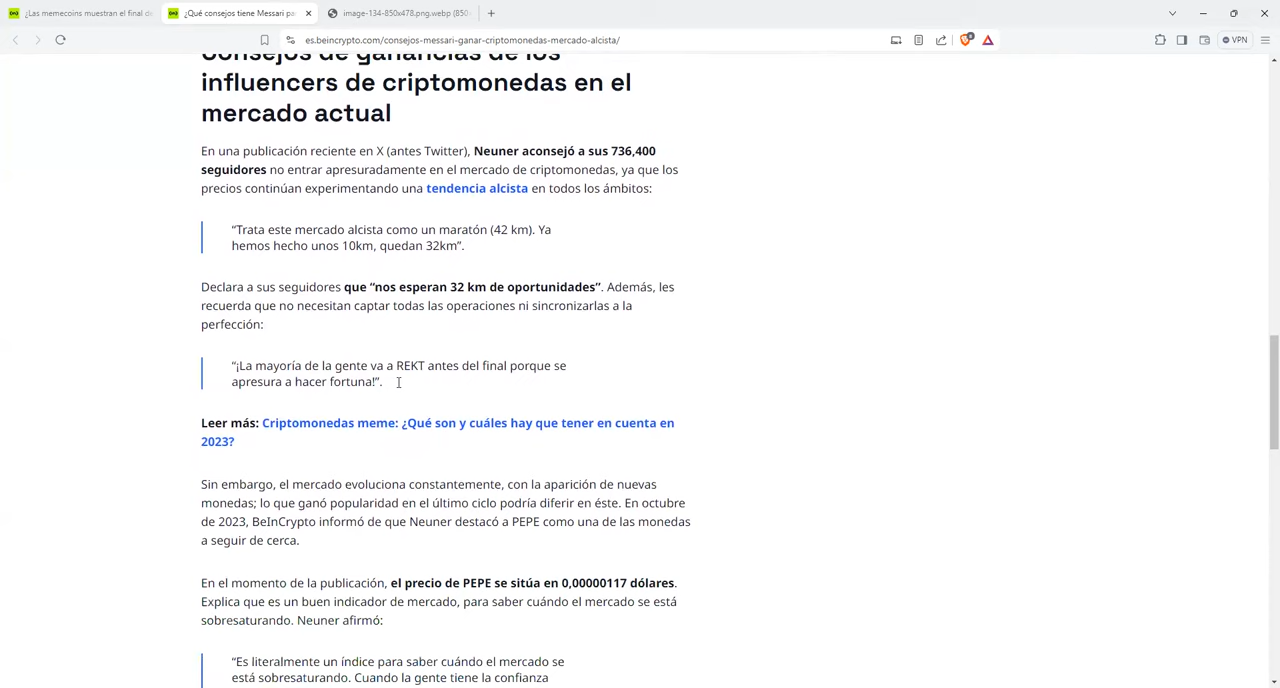 ¿Las memecoins muestran el final de
¿Qué consejos tiene Messari pa
image-134-850x478.png.webp (850
es.beincrypto.com/consejos-messari-ganar-criptomonedas-mercado-alcista/
VPN
Consejos de ganancias de los
influencers de criptomonedas en el
mercado actual
En una publicación reciente en X (antes Twitter), Neuner aconsejó a sus 736,400
seguidores no entrar apresuradamente en el mercado de criptomonedas, ya que los
precios continúan experimentando una tendencia alcista en todos los ámbitos:
“Trata este mercado alcista como un maratón (42 km). Ya
hemos hecho unos 10km, quedan 32km”.
Declara a sus seguidores que “nos esperan 32 km de oportunidades”. Además, les
recuerda que no necesitan captar todas las operaciones ni sincronizarlas a la
perfección:
“¡La mayoría de la gente va a REKT antes del final porque se
apresura a hacer fortuna!”.
Leer más: Criptomonedas meme: ¿Qué son y cuáles hay que tener en cuenta en
2023?
Sin embargo, el mercado evoluciona constantemente, con la aparición de nuevas
monedas; lo que ganó popularidad en el último ciclo podría diferir en éste. En octubre
de 2023, BeInCrypto informó de que Neuner destacó a PEPE como una de las monedas
a seguir de cerca.
En el momento de la publicación, el precio de PEPE se sitúa en 0,00000117 dólares.
Explica que es un buen indicador de mercado, para saber cuándo el mercado se está
sobresaturando. Neuner afirmó:
“Es literalmente un índice para saber cuándo el mercado se
está sobresaturando. Cuando la gente tiene la confianza